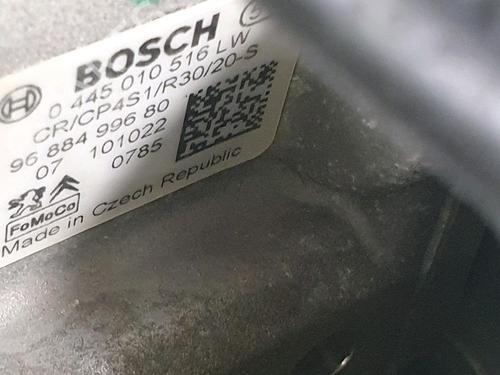 BOSCH
0 445 010 516 LW
CR/CP4S1/R30/20-S
96 884 996 80
07 101022
0785
FoMoCo
Made in Czech Republic